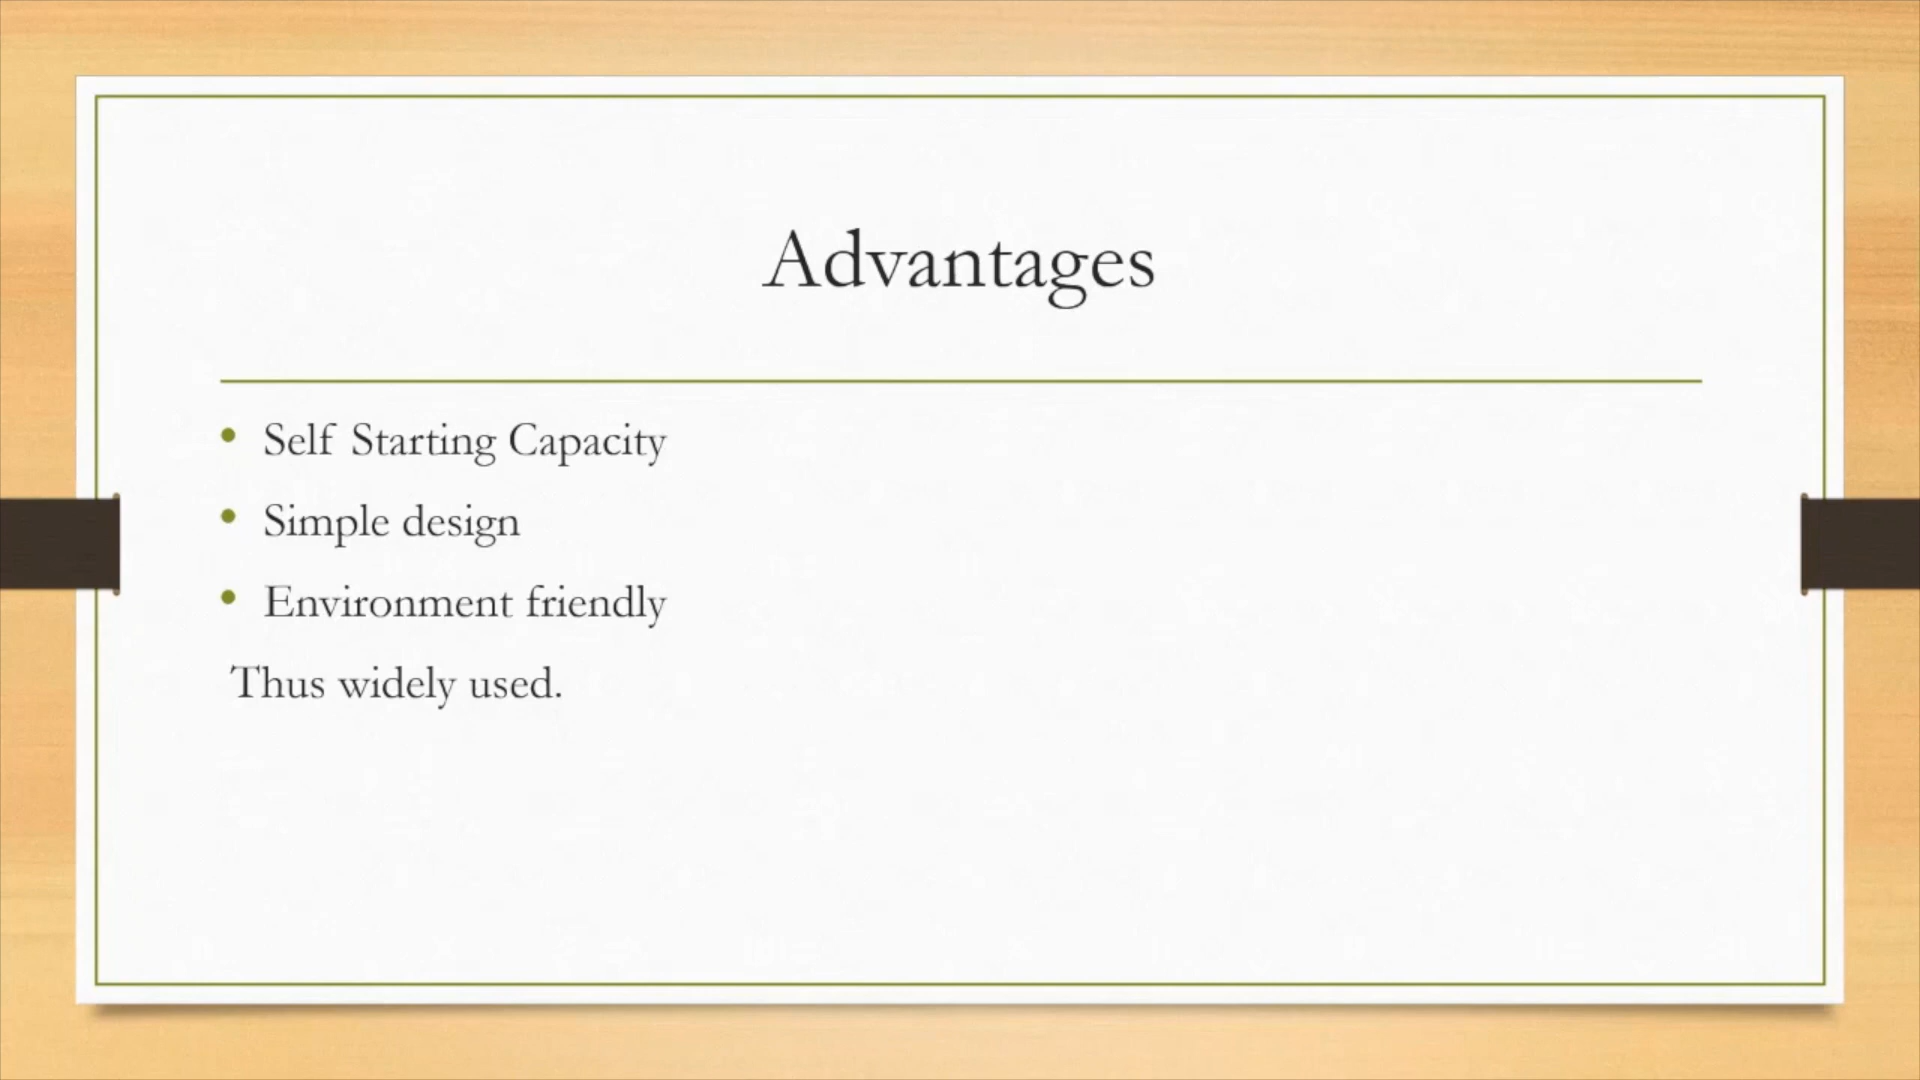 Advantages
• Self Starting Capacity
• Simple design
• Environment friendly
Thus widely used.